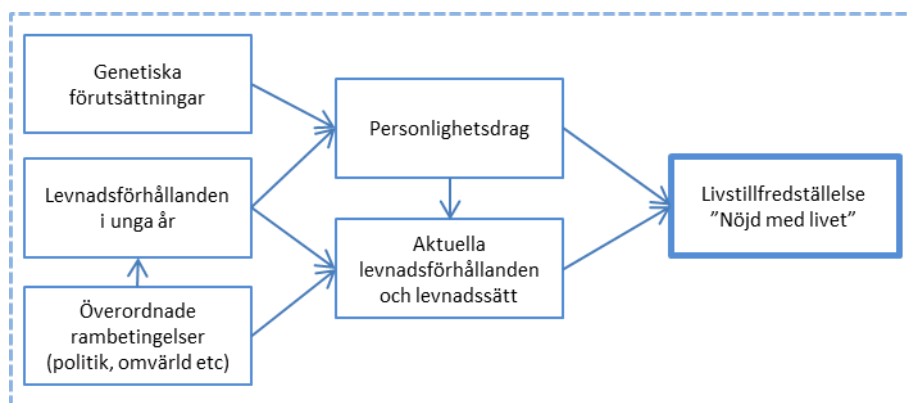 Genetiska
förutsättningar
Personlighetsdrag
Levnadsförhållanden
i unga år
Livstillfredställelse
”Nöjd med livet”
Aktuella
levnadsförhållanden
och levnadssätt
Överordnade
rambetingelser
(politik, omvärld etc)